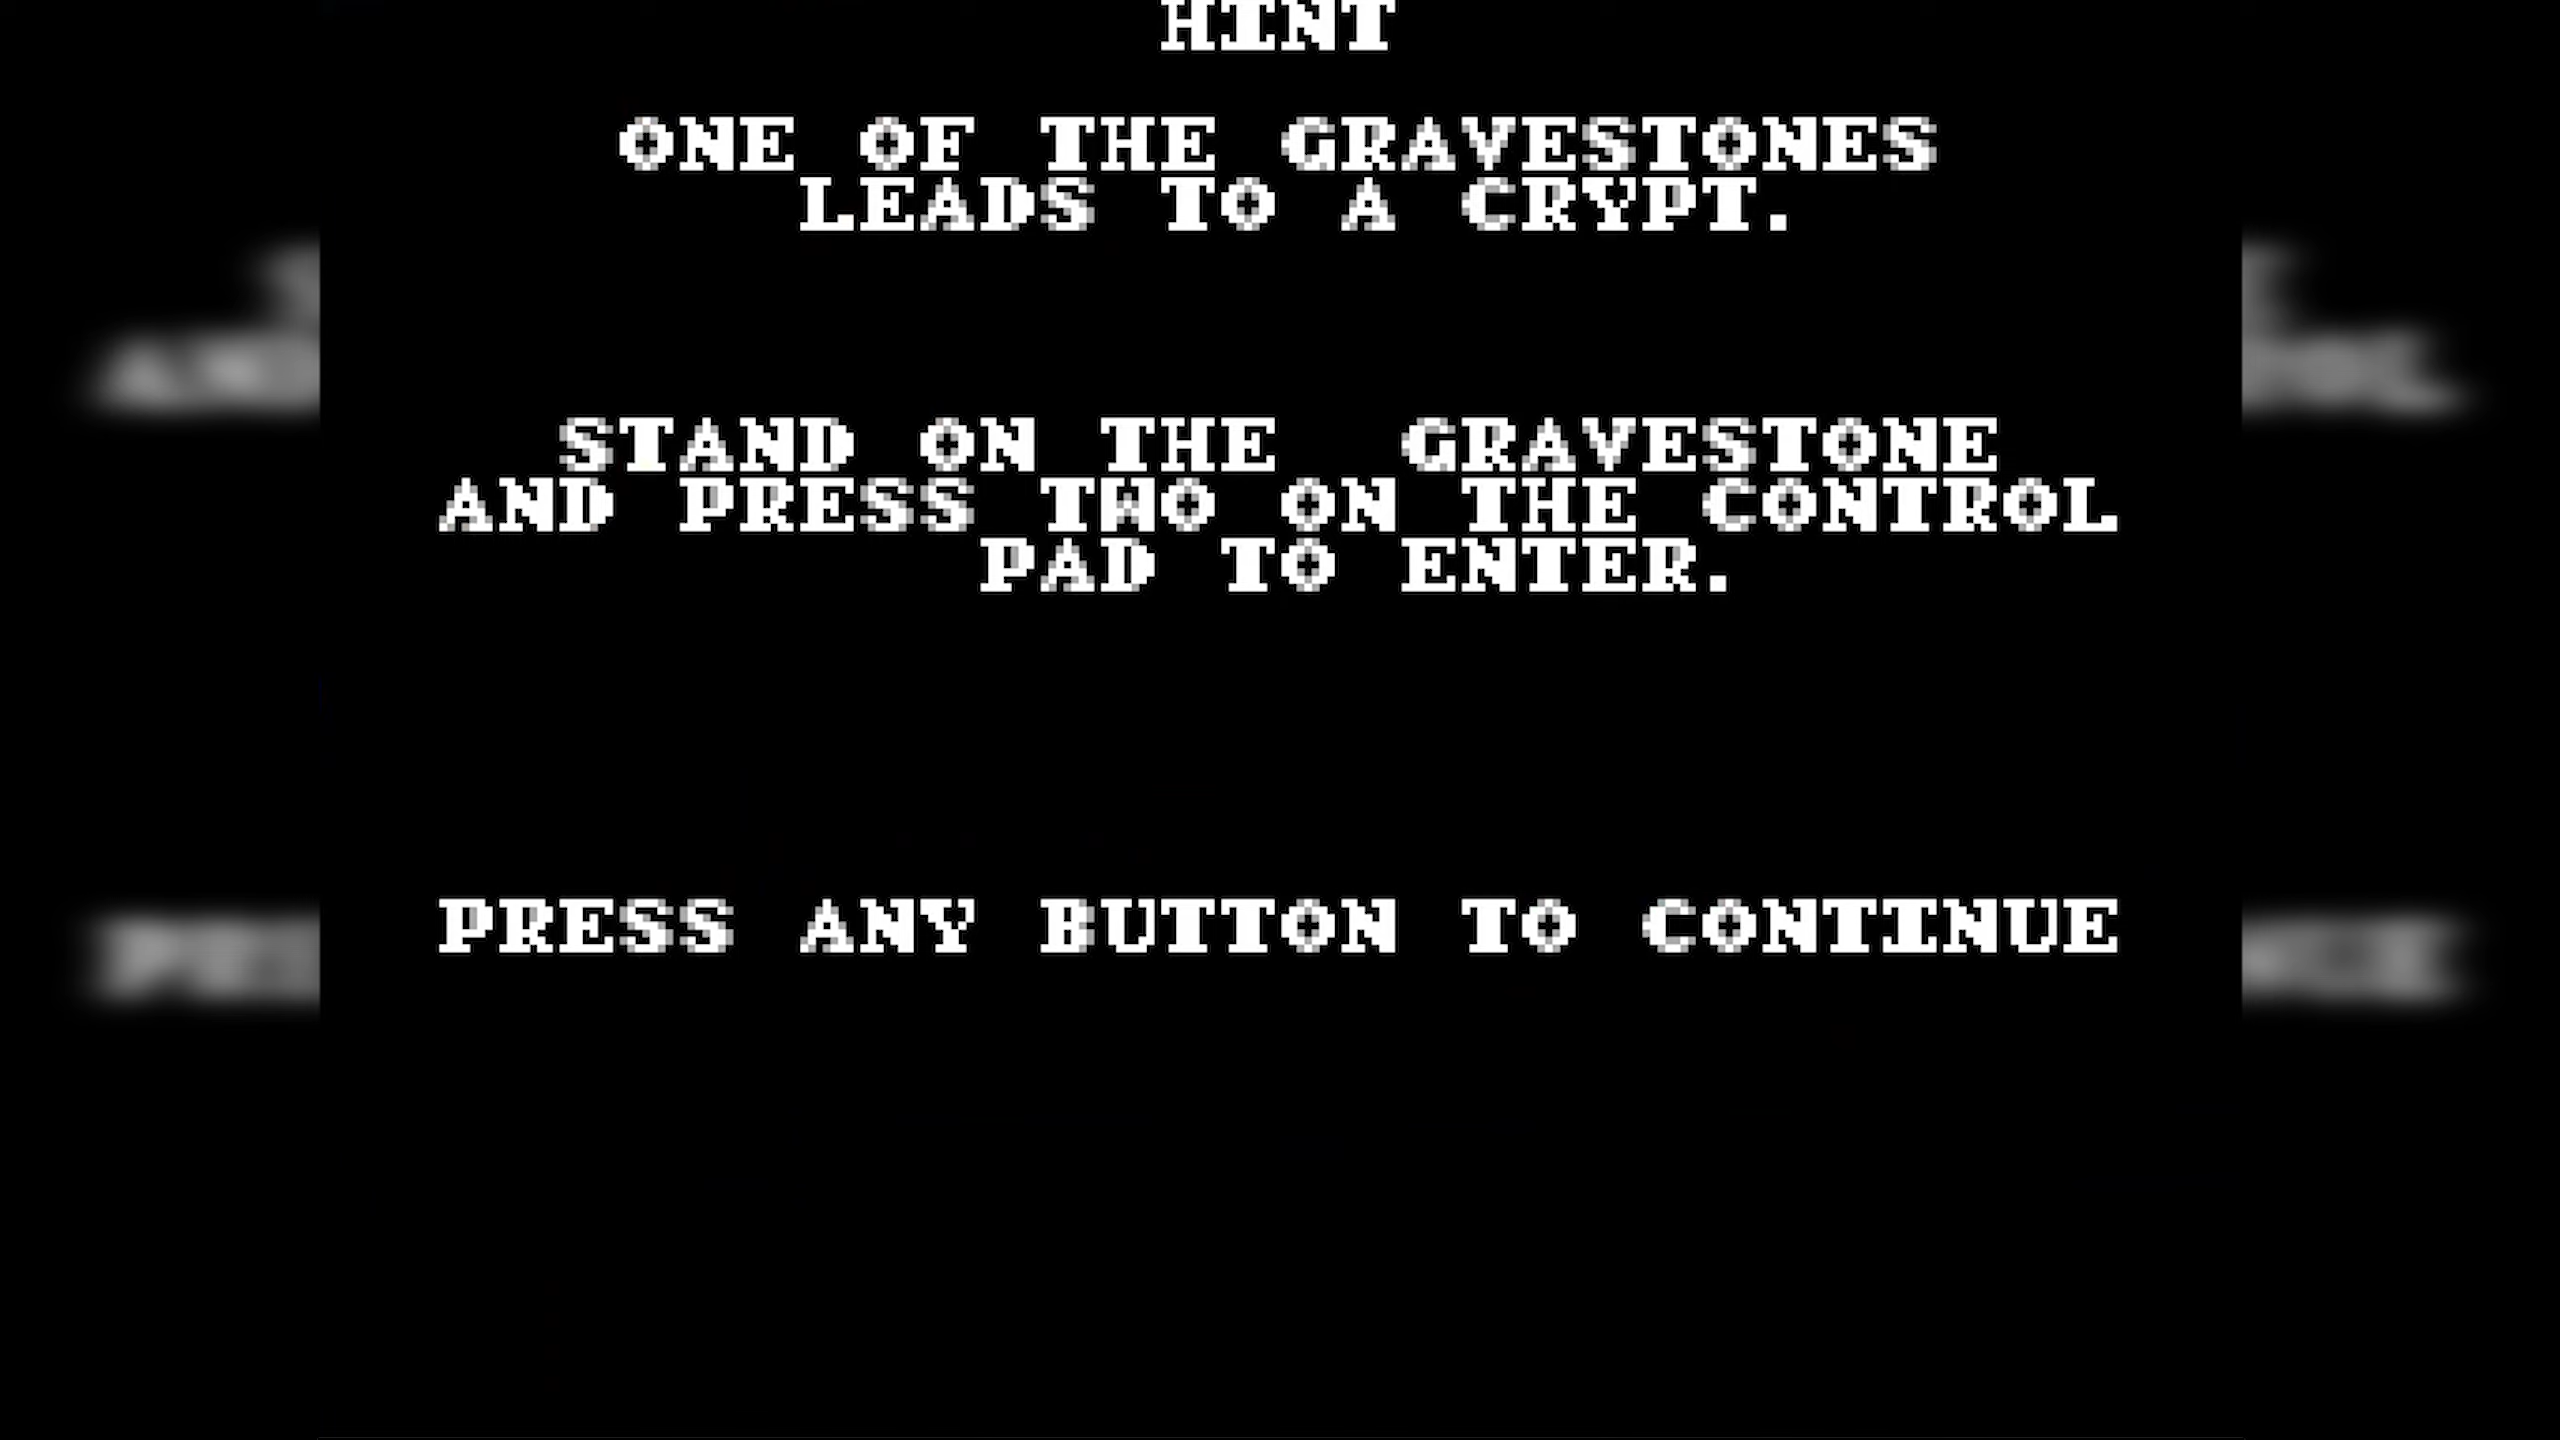 HINT
ONE OF THE GRAVESTONES
LEADS TO A CRYPT.
STAND ON THE GRAVESTONE
AND PRESS TWO ON THE CONTROL
PAD TO ENTER.
PRESS ANY BUTTON TO CONTINUE